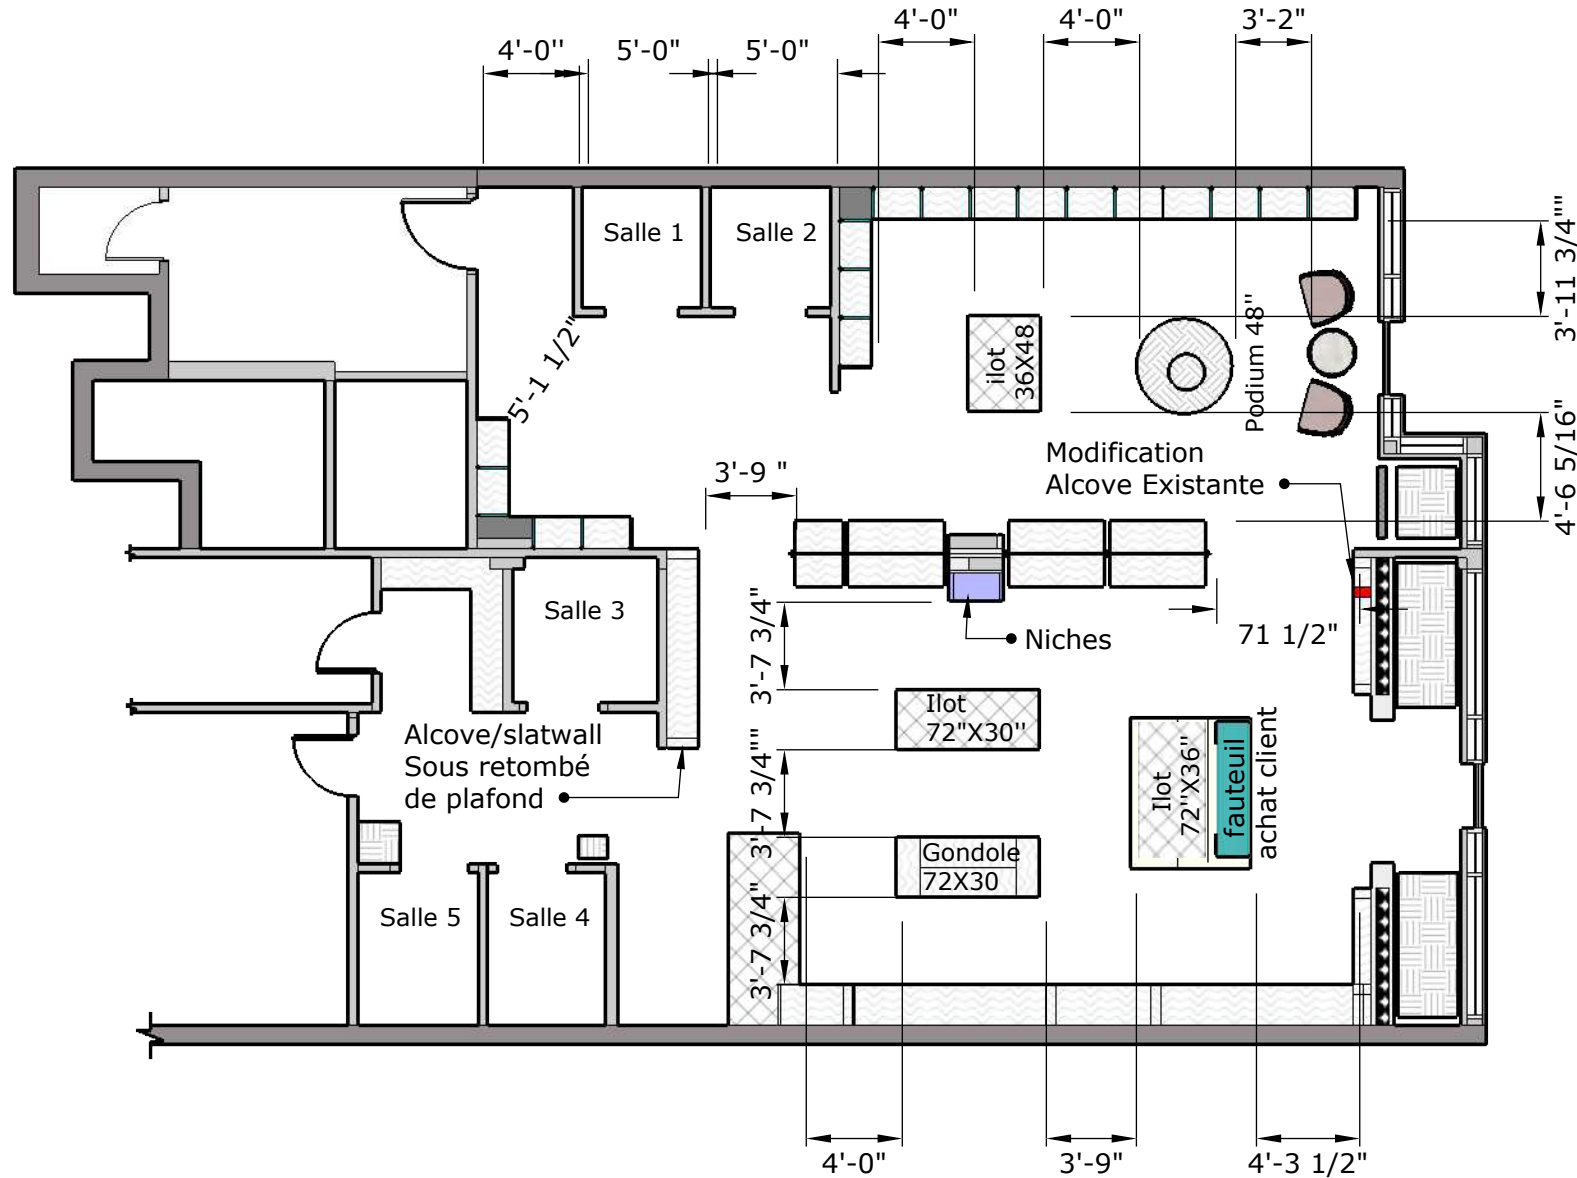 4'-0"
4'-0"
3'-2"
4'-0''
5'-0"
5'-0"
Salle 1
Salle 2
3'-11 3/4""
5'-1 1/2"
ilot
36X48
Podium 48''
4'-6 5/16"
Modification
Alcove Existante
3'-9 "
Salle 3
3'-7 3/4"
Niches
71 1/2"
Alcove/slatwall
Sous retombé
de plafond
Ilot
72"X30''
3'-7 3/4""
Ilot
72''X36''
fauteuil
achat client
Gondole
72X30
3'-7 3/4"
Salle 5
Salle 4
4'-0"
3'-9"
4'-3 1/2"